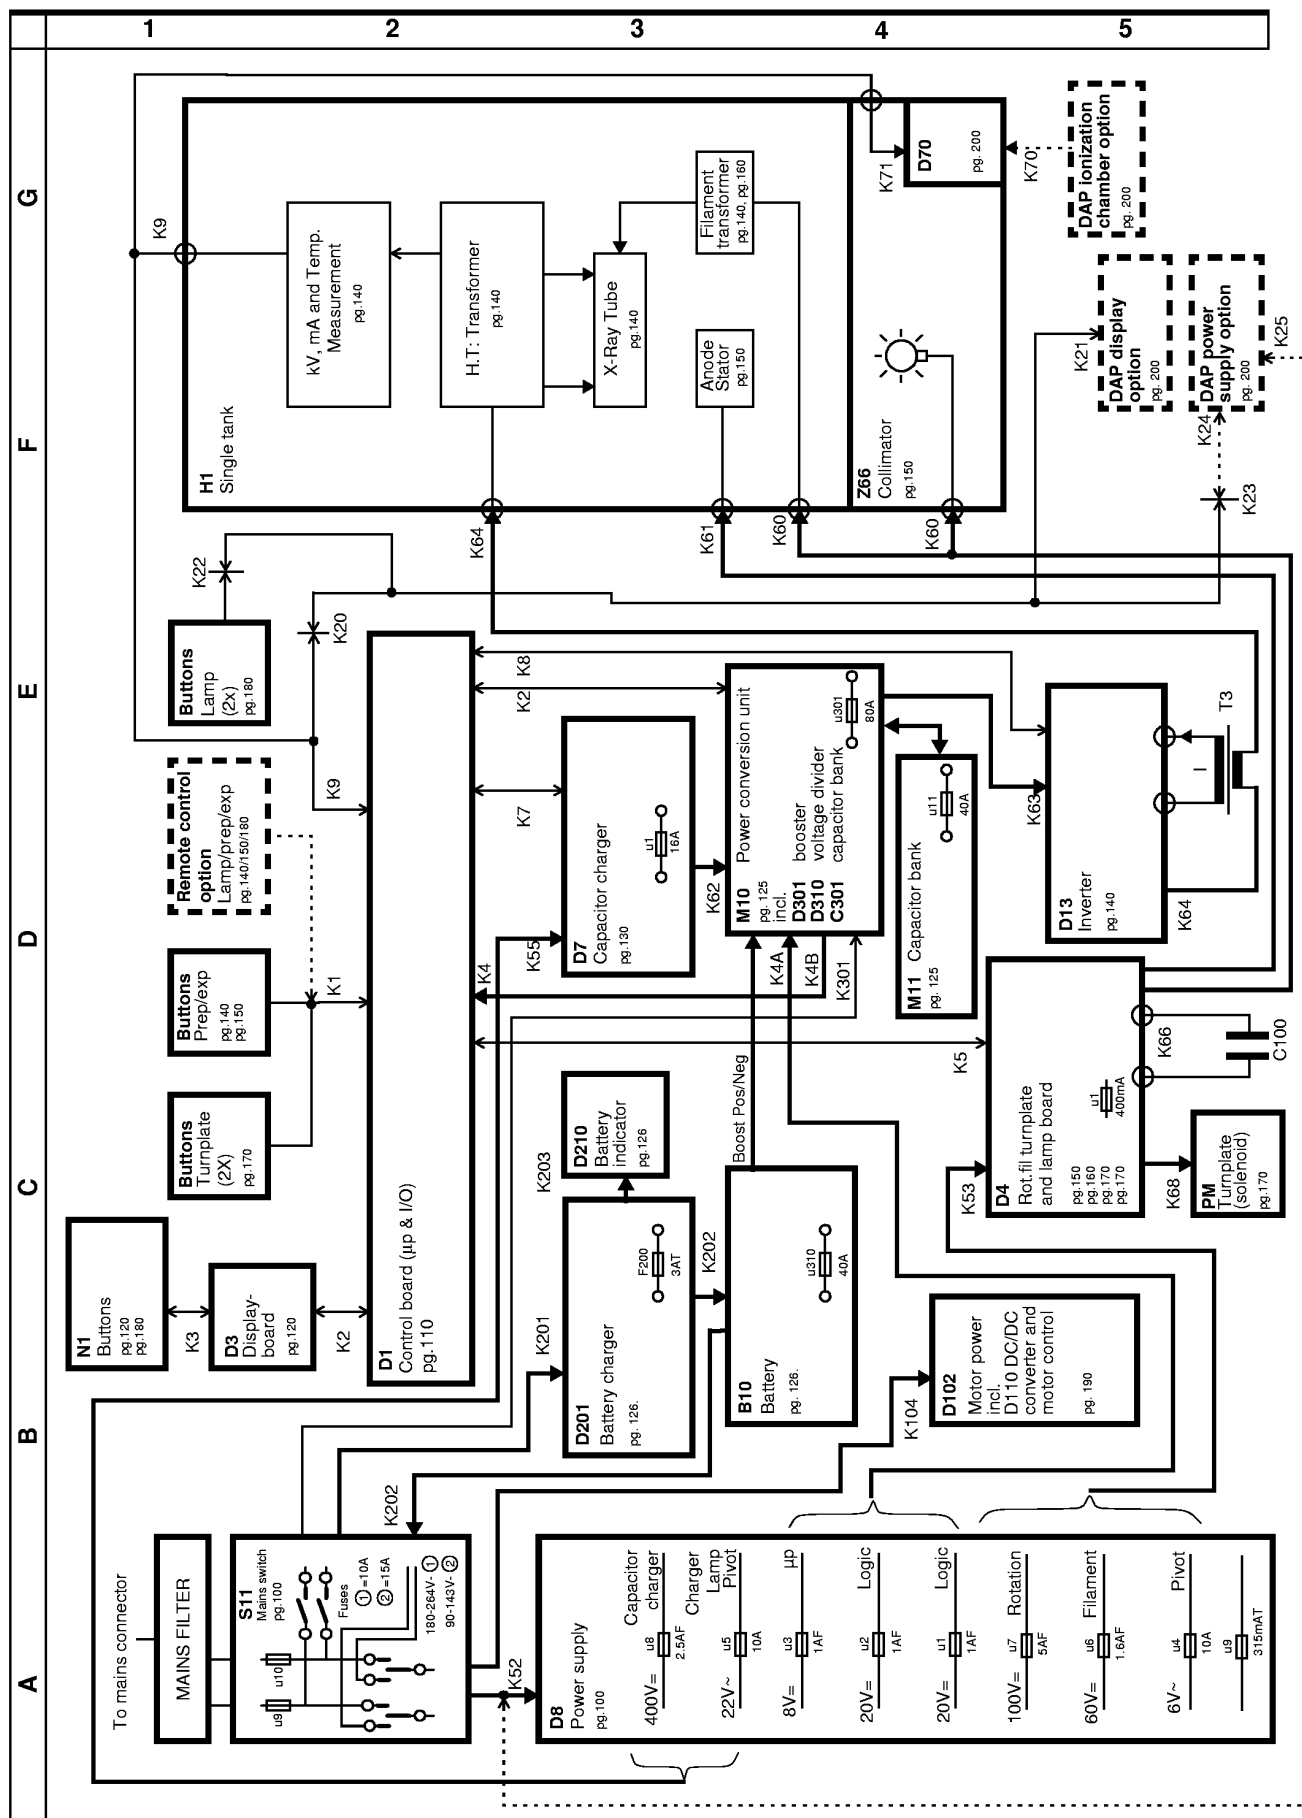 1
2
3
4
5
A
B
C
D
E
F
G
To mains connector
MAINS FILTER
S11
Mains switch
pg.100
u9
u10
Fuses
1 =10A
2 =15A
180-264V- 1
90-143V- 2
K202
K52
D8
Power supply
pg.100
400V=
u8
2.5AF
Capacitor
charger
22V~
u5
10A
Charger
Lamp
Pivot
8V=
u3
1AF
µp
20V=
u2
1AF
Logic
20V=
u1
1AF
Logic
100V=
u7
5AF
Rotation
60V=
u6
1.6AF
Filament
6V~
u4
10A
Pivot
u9
315mAT
N1
Buttons
pg.120
pg.180
K3
D3
Display-
board
pg.120
K2
D1
Control board (µp & I/O)
pg.110
K201
D201
Battery charger
pg. 126.
F200
3AT
K203
D210
Battery
indicator
pg.126
K202
B10
Battery
pg. 126.
u310
40A
Boost Pos/Neg
K104
D102
Motor power
incl.
D110 DC/DC
converter and
motor control
pg. 190
Buttons
Turnplate
(2X)
pg.170
Buttons
Prep/exp
pg.140
pg.150
K1
Remote control
option
Lamp/prep/exp
pg.140/150/180
K9
Buttons
Lamp
(2x)
pg.180
K22
K20
K4
K55
D7
Capacitor charger
pg.130
u1
16A
K7
K2
K8
K62
K4A
K4B
K301
M10
Power conversion unit
pg. 125
incl.
D301
booster
D310
voltage divider
C301
capacitor bank
u301
80A
M11
Capacitor bank
pg. 125
u11
40A
K5
K53
D4
Rot.fil turnplate
and lamp board
pg.150
pg.160
pg.170
pg.170
u1
400mA
K66
C100
K68
PM
Turnplate
(solenoid)
pg.170
K63
D13
Inverter
pg.140
K64
I
T3
K9
H1
Single tank
kV, mA and Temp.
Measurement
pg.140
H.T: Transformer
pg.140
X-Ray Tube
pg.140
Anode
Stator
pg.150
Filament
transformer
pg.140, pg.160
K64
K61
K60
K60
Z66
Collimator
pg.150
K71
D70
pg. 200
K70
DAP ionization
chamber option
pg. 200
K21
DAP display
option
pg. 200
K24
K23
DAP power
supply option
pg. 200
K25